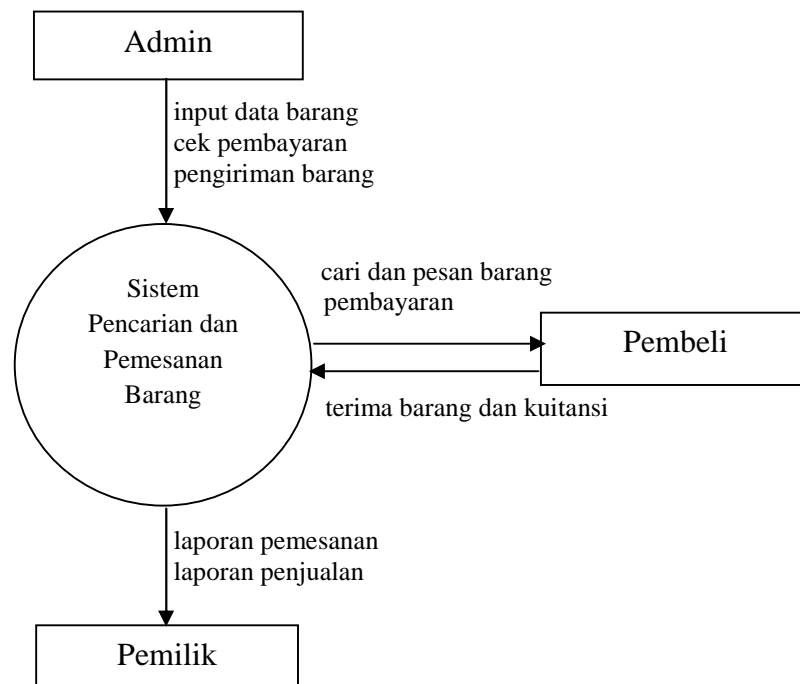 Admin
input data barang
cek pembayaran
pengiriman barang
Sistem
Pencarian dan
Pemesanan
Barang
cari dan pesan barang
pembayaran
Pembeli
terima barang dan kuitansi
laporan pemesanan
laporan penjualan
Pemilik